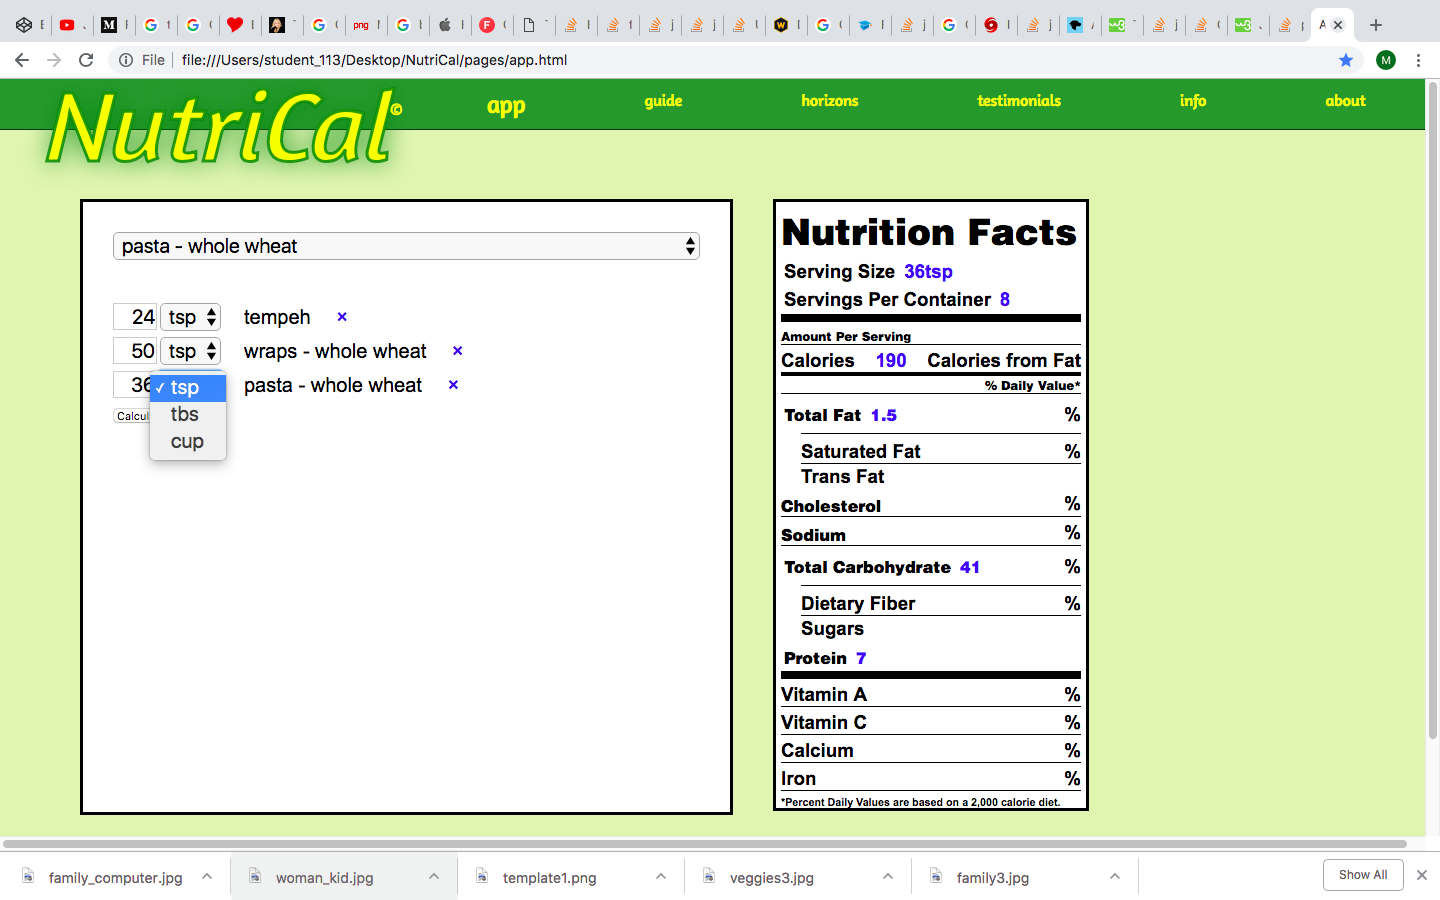 File file:///Users/student_113/Desktop/NutriCal/pages/app.html M
NutriCal© app guide horizons testimonials info about
pasta - whole wheat
24 tsp tempeh ×
50 tsp wraps - whole wheat ×
36 pasta - whole wheat ×
✓ tsp
tbs
cup
Calcul
Nutrition Facts
Serving Size 36tsp
Servings Per Container 8
Amount Per Serving
Calories 190 Calories from Fat
% Daily Value*
Total Fat 1.5 %
Saturated Fat %
Trans Fat
Cholesterol %
Sodium %
Total Carbohydrate 41 %
Dietary Fiber %
Sugars
Protein 7
Vitamin A %
Vitamin C %
Calcium %
Iron %
*Percent Daily Values are based on a 2,000 calorie diet.
family_computer.jpg woman_kid.jpg template1.png veggies3.jpg family3.jpg Show All